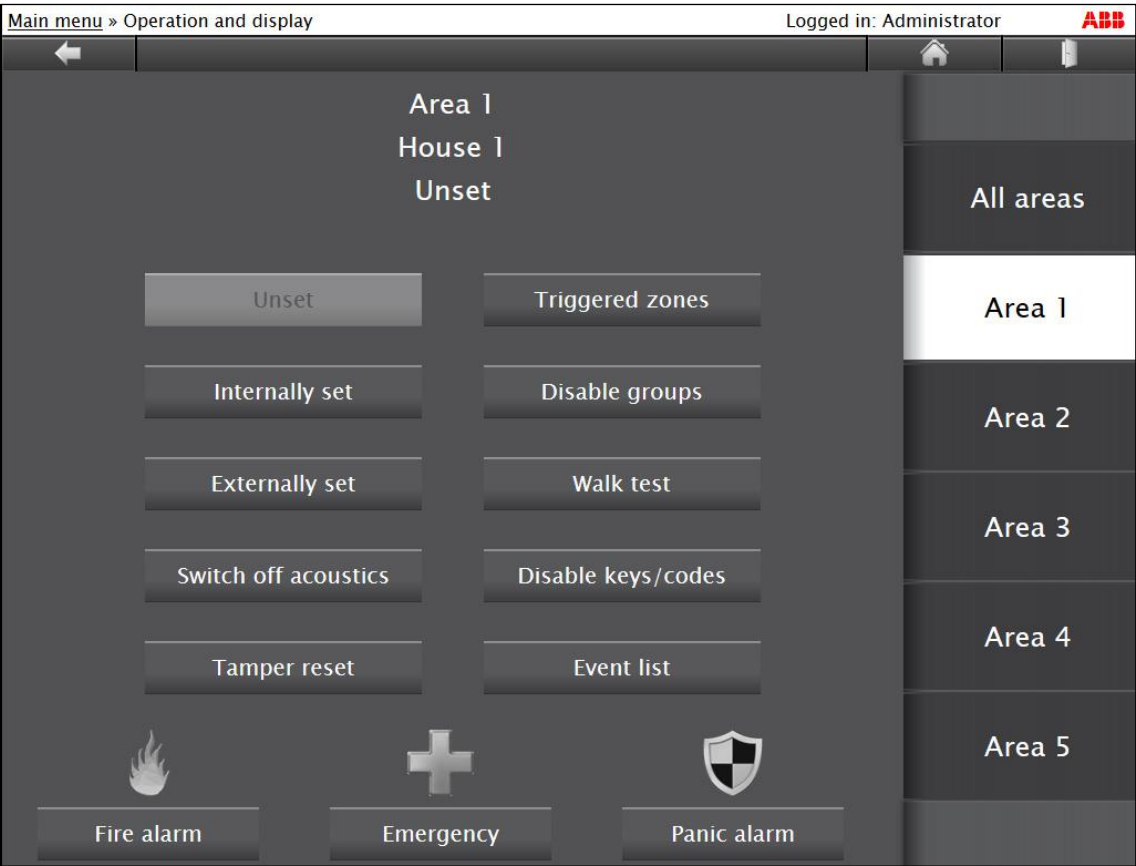 Main menu » Operation and display Logged in: Administrator ABB
Area 1
House 1
Unset
Unset
Triggered zones
Internally set
Disable groups
Externally set
Walk test
Switch off acoustics
Disable keys/codes
Tamper reset
Event list
Fire alarm
Emergency
Panic alarm
All areas
Area 1
Area 2
Area 3
Area 4
Area 5